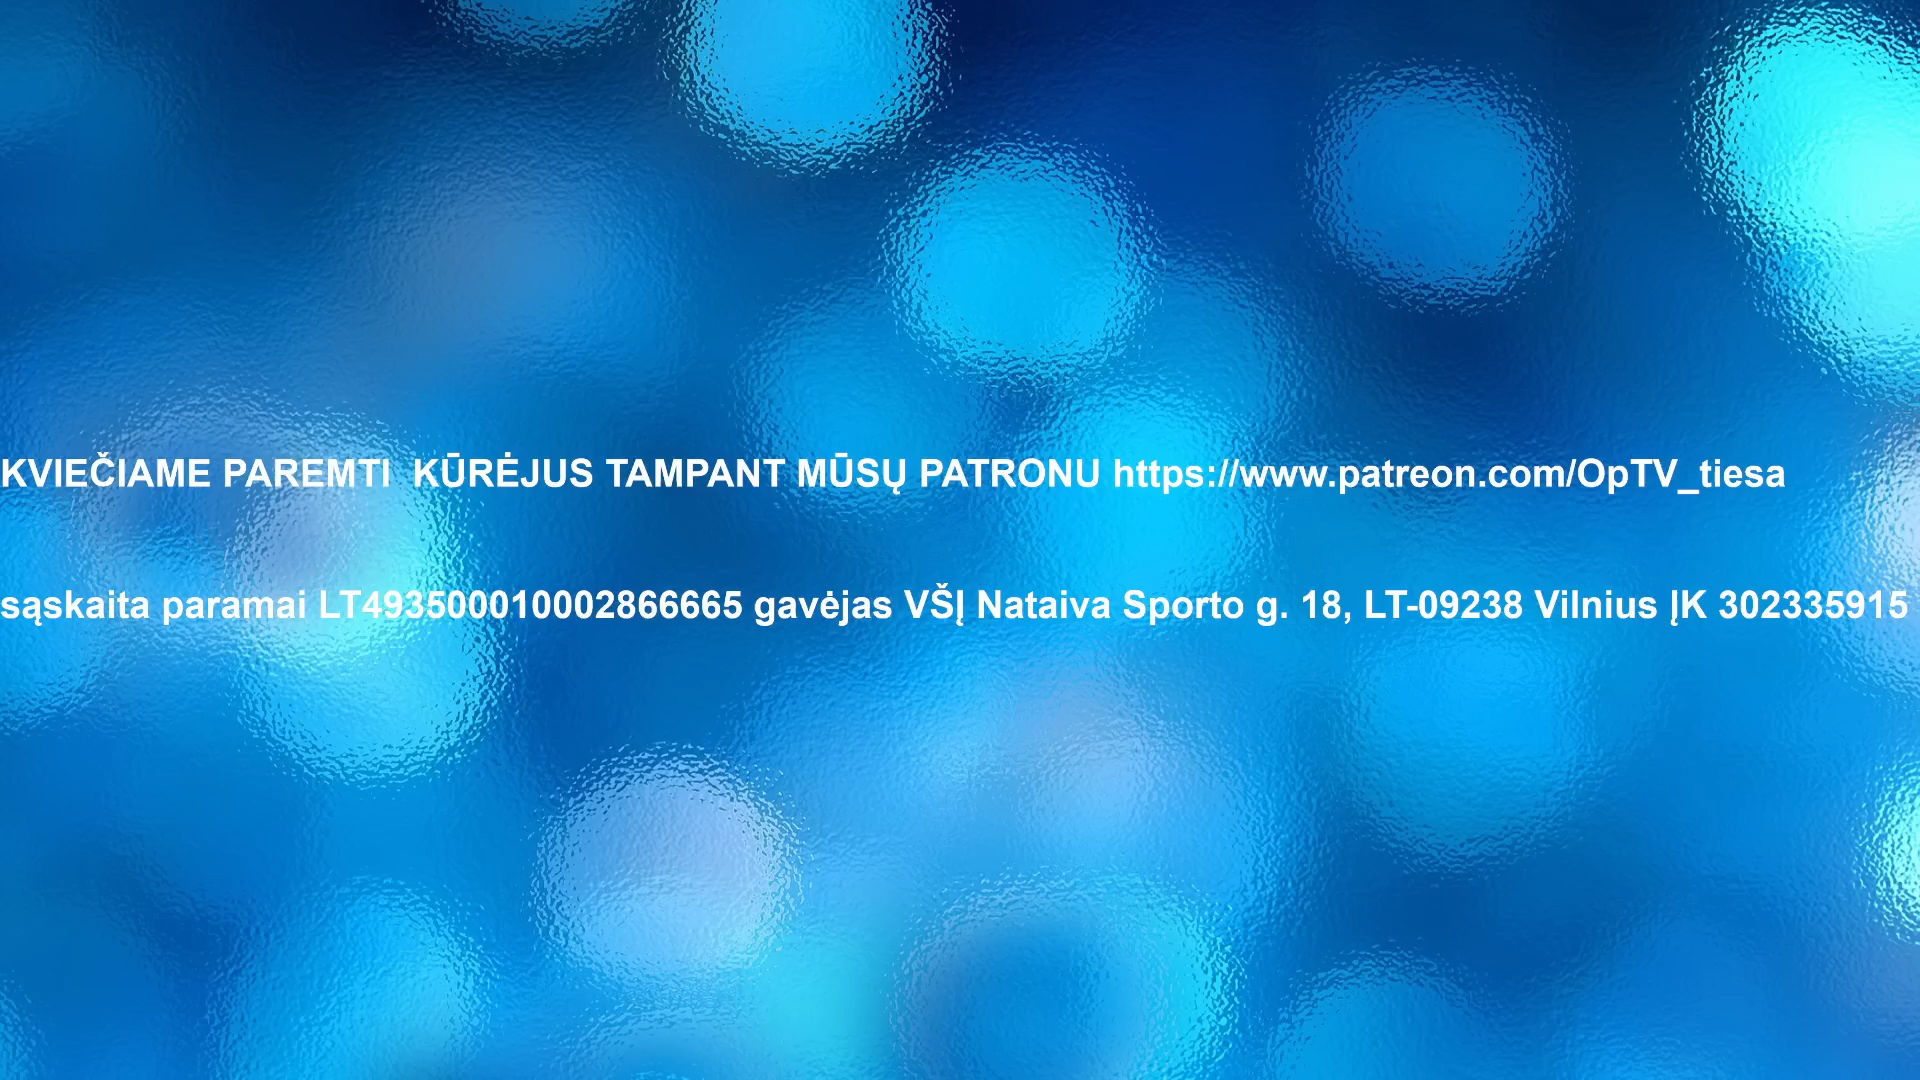 KVIEČIAME PAREMTI  KŪRĖJUS TAMPANT MŪSŲ PATRONU https://www.patreon.com/OpTV_tiesa
sąskaita paramai LT493500010002866665 gavėjas VŠĮ Nataiva Sporto g. 18, LT-09238 Vilnius ĮK 302335915